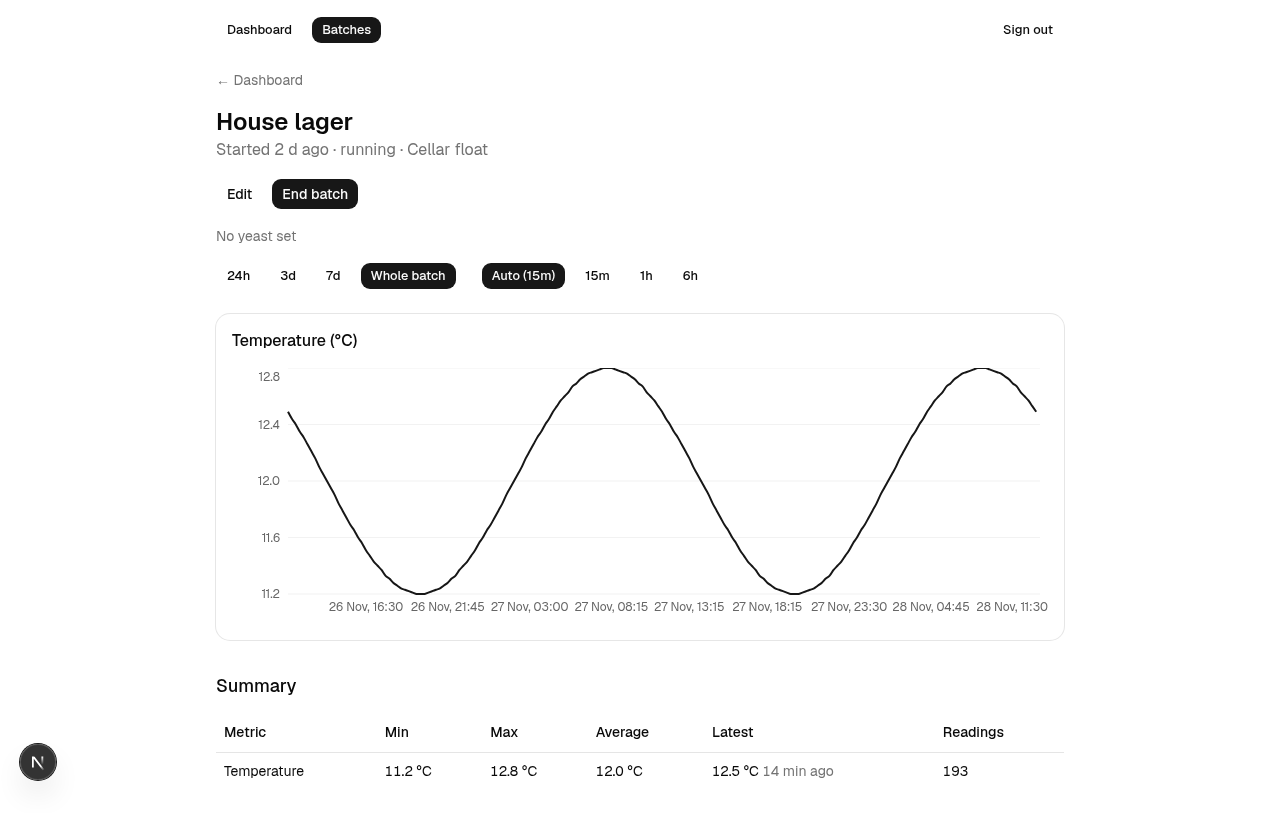 Dashboard Batches Sign out
← Dashboard
House lager
Started 2 d ago · running · Cellar float
Edit End batch
No yeast set
24h 3d 7d Whole batch Auto (15m) 15m 1h 6h
Temperature (°C)
12.8
12.4
12.0
11.6
11.2
26 Nov, 16:30 26 Nov, 21:45 27 Nov, 03:00 27 Nov, 08:15 27 Nov, 13:15 27 Nov, 18:15 27 Nov, 23:30 28 Nov, 04:45 28 Nov, 11:30
Summary
Metric Min Max Average Latest Readings
Temperature 11.2 °C 12.8 °C 12.0 °C 12.5 °C 14 min ago 193
N